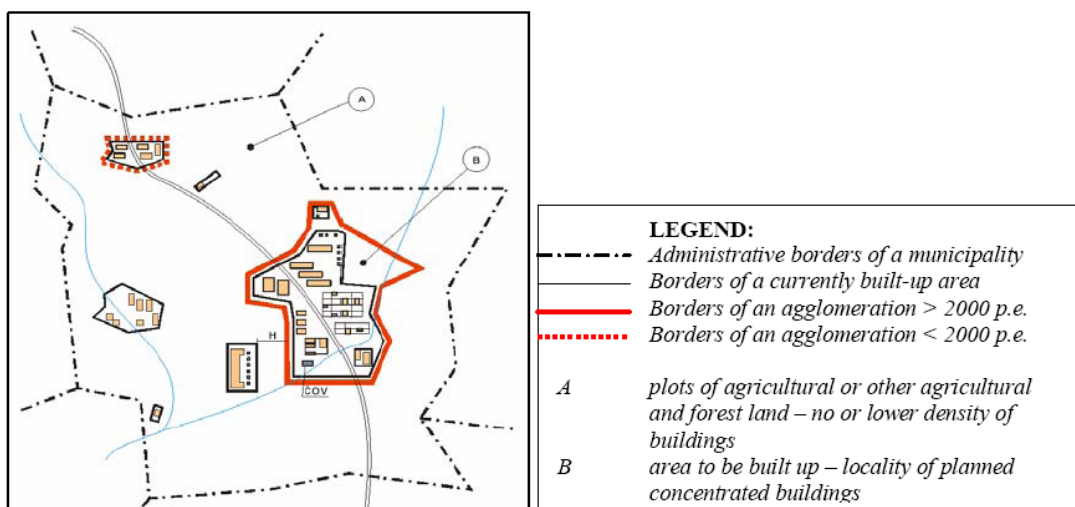 A
B
H
COV
LEGEND:
Administrative borders of a municipality
Borders of a currently built-up area
Borders of an agglomeration > 2000 p.e.
Borders of an agglomeration < 2000 p.e.
A plots of agricultural or other agricultural
and forest land – no or lower density of
buildings
B area to be built up – locality of planned
concentrated buildings